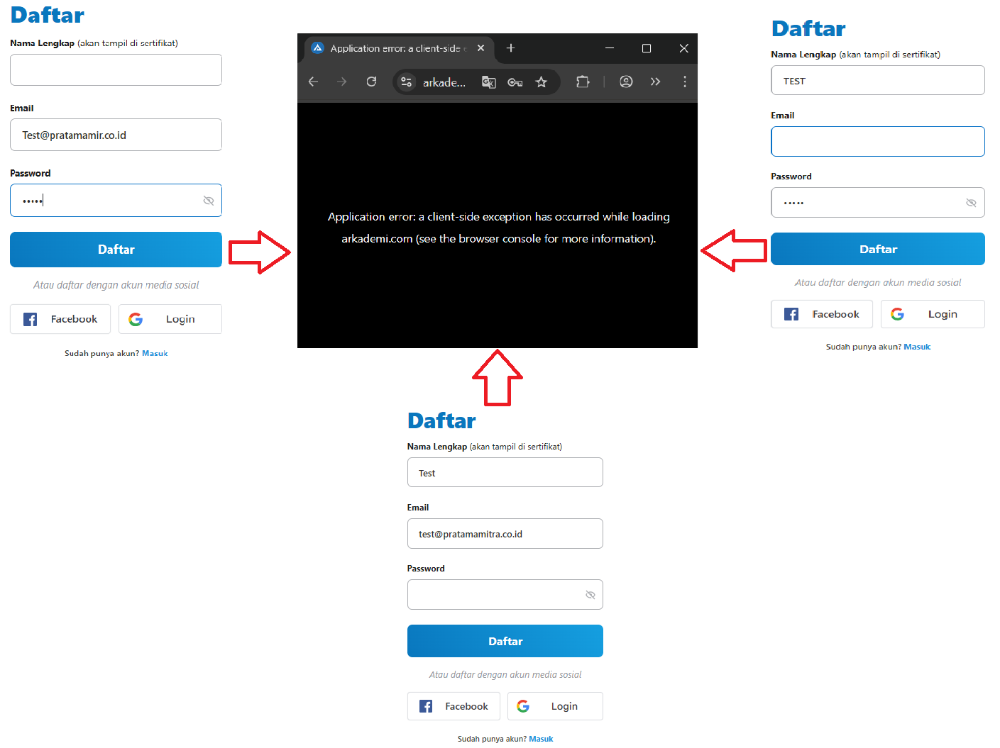 Daftar
Nama Lengkap (akan tampil di sertifikat)
Email
Test@pratamamir.co.id
Password
•••••
Daftar
Atau daftar dengan akun media sosial
Facebook
Login
Sudah punya akun? Masuk
Application error: a client-side e
arkade...
Application error: a client-side exception has occurred while loading
arkademi.com (see the browser console for more information).
Daftar
Nama Lengkap (akan tampil di sertifikat)
TEST
Email
Password
•••••
Daftar
Atau daftar dengan akun media sosial
Facebook
Login
Sudah punya akun? Masuk
Daftar
Nama Lengkap (akan tampil di sertifikat)
Test
Email
test@pratamamitra.co.id
Password
Daftar
Atau daftar dengan akun media sosial
Facebook
Login
Sudah punya akun? Masuk